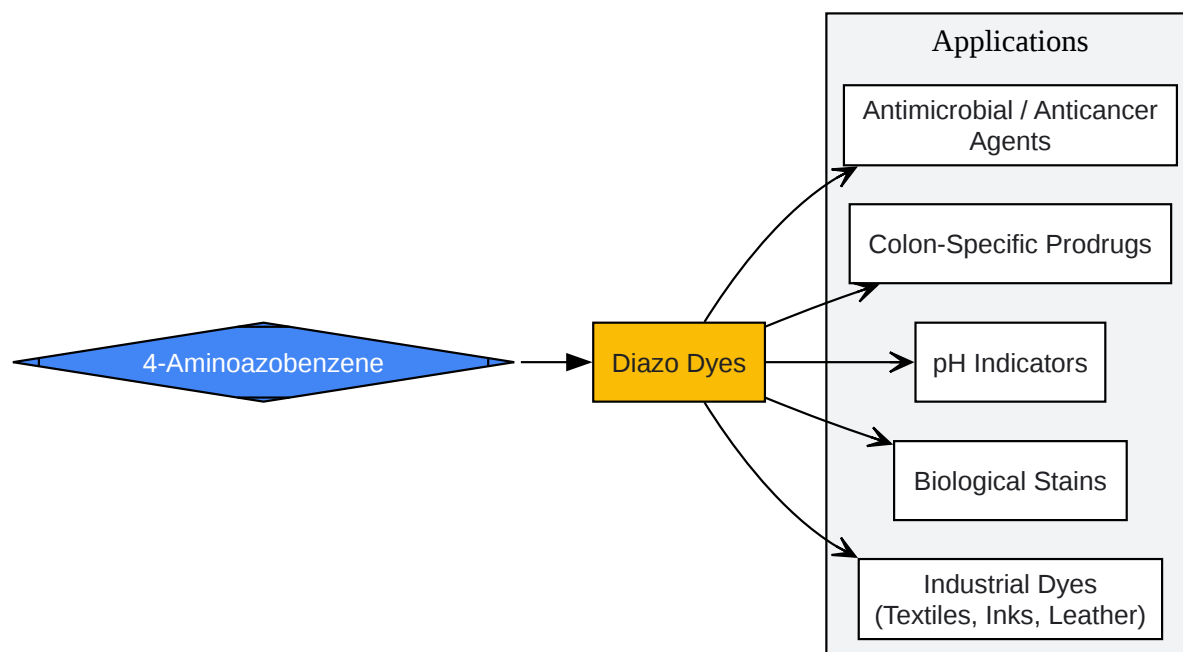 Applications
Antimicrobial / Anticancer
Agents
Colon-Specific Prodrugs
4-Aminoazobenzene
Diazo Dyes
pH Indicators
Biological Stains
Industrial Dyes
(Textiles, Inks, Leather)